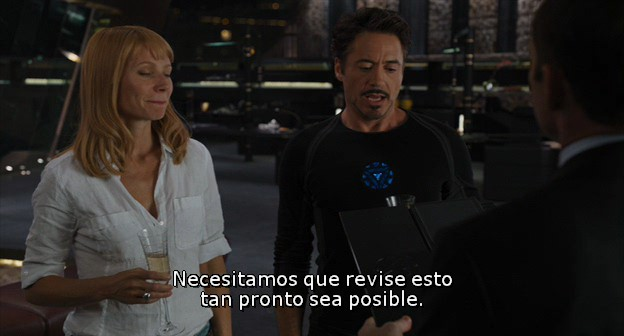 Necesitamos que revise esto
tan pronto sea posible.